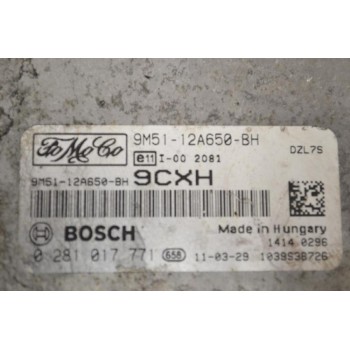 FoMoCo 9M51-12A650-BH DZL7S
e11 I-00 2081
9M51-12A650-BH 9CXH
BOSCH Made in Hungary
1414 0296
0 281 017 771 658 11-03-29 1039S38726